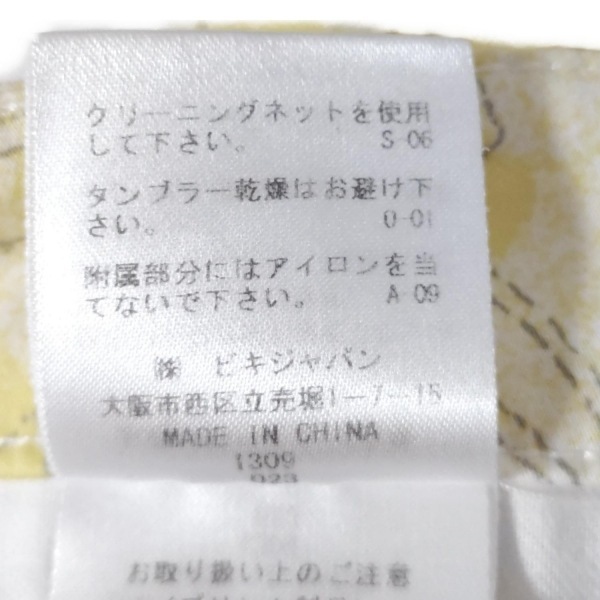 クリーニングネットを使用
して下さい。 S-06
タンブラー乾燥はお避け下
さい。 0-01
附属部分にはアイロンを当
てないで下さい。 A-09
㈱ ビキジャパン
大阪市西区立売堀1-7-15
MADE IN CHINA
1309
023
お取り扱い上のご注意